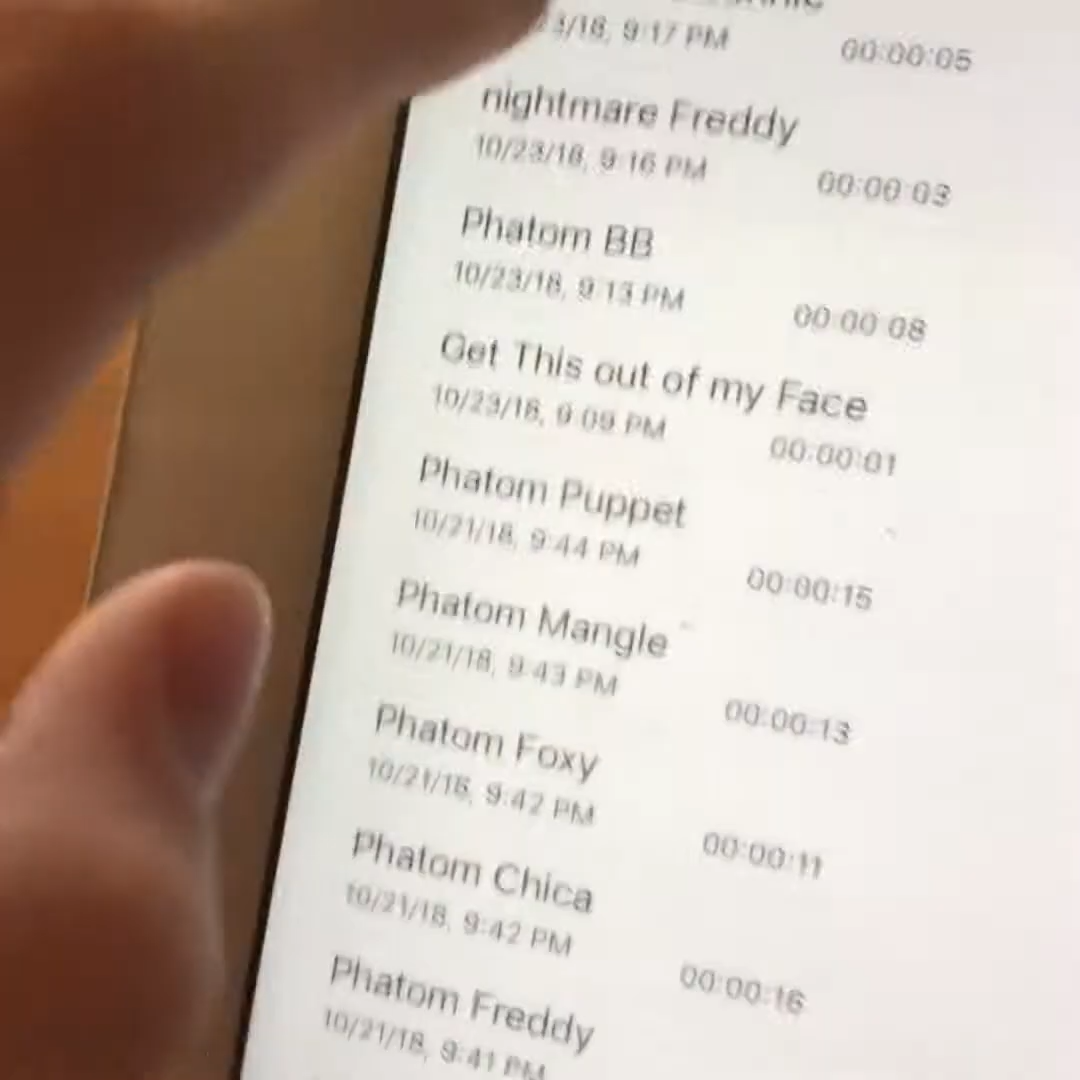 3/18, 9:17 PM 00:00:05
nightmare Freddy
10/23/18, 9:16 PM 00:00:03
Phatom BB
10/23/18, 9:13 PM 00:00:08
Get This out of my Face
10/23/18, 9:09 PM 00:00:01
Phatom Puppet
10/21/18, 9:44 PM 00:00:15
Phatom Mangle
10/21/18, 9:43 PM 00:00:13
Phatom Foxy
10/21/18, 9:42 PM 00:00:11
Phatom Chica
10/21/18, 9:42 PM 00:00:16
Phatom Freddy
10/21/18, 9:41 PM